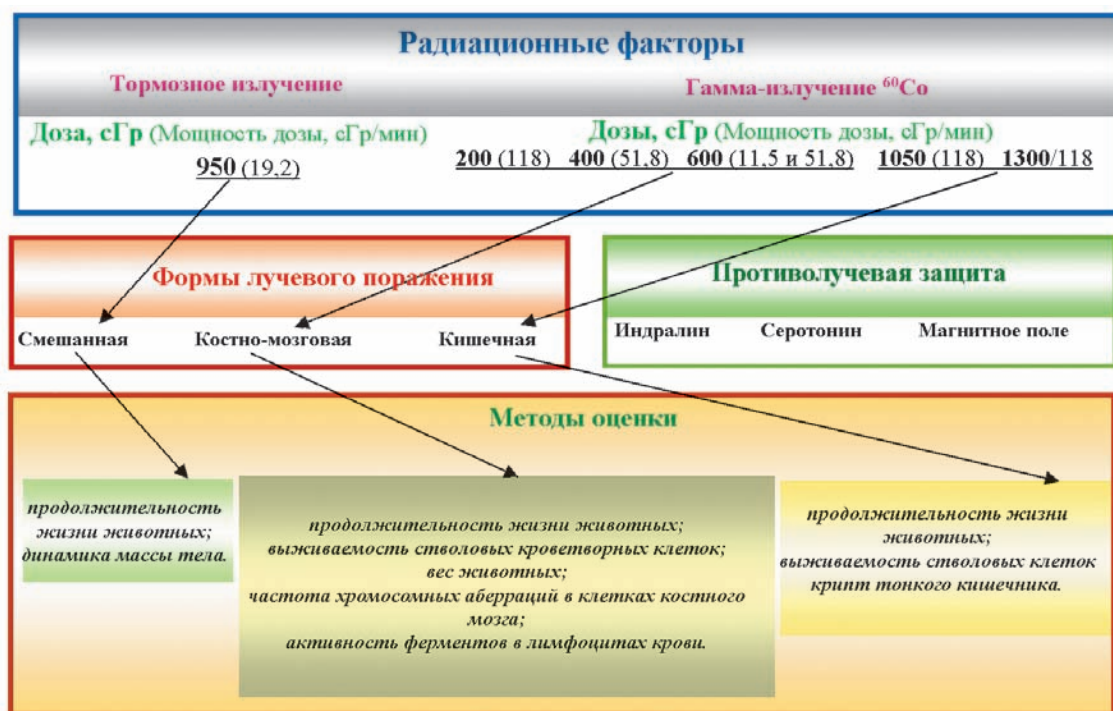 Радиационные факторы
Тормозное излучение
Гамма-излучение ⁶⁰Co
Доза, сГр (Мощность дозы, сГр/мин)
950 (19,2)
Дозы, сГр (Мощность дозы, сГр/мин)
200 (118) 400 (51,8) 600 (11,5 и 51,8) 1050 (118) 1300/118
Формы лучевого поражения
Смешанная Костно-мозговая Кишечная
Противолучевая защита
Индралин Серотонин Магнитное поле
Методы оценки
продолжительность
жизни животных;
динамика массы тела.
продолжительность жизни животных;
выживаемость стволовых кроветворных клеток;
вес животных;
частота хромосомных аберраций в клетках костного
мозга;
активность ферментов в лимфоцитах крови.
продолжительность жизни
животных;
выживаемость стволовых клеток
крипт тонкого кишечника.